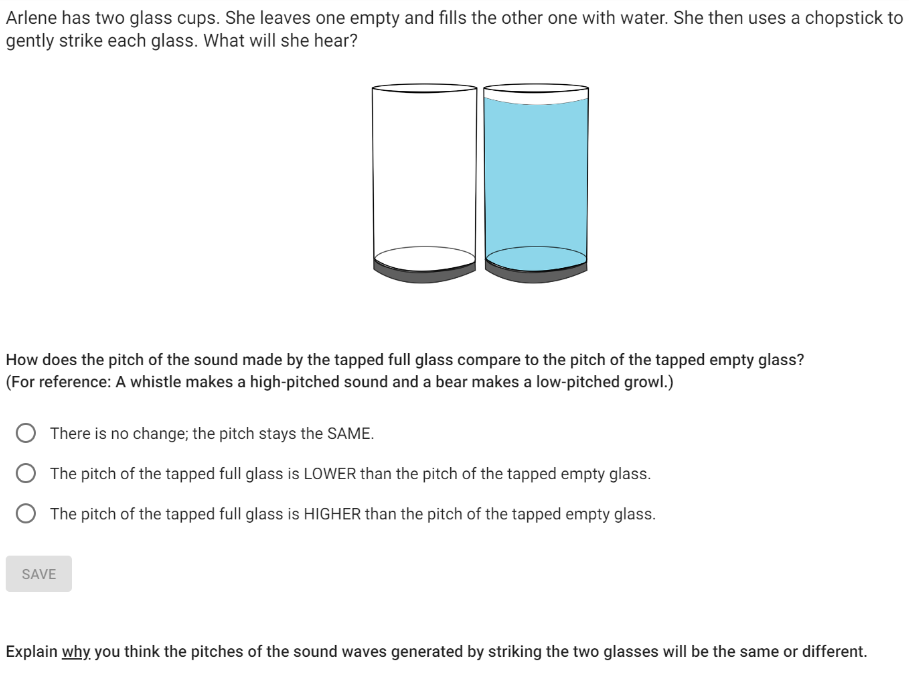 Arlene has two glass cups. She leaves one empty and fills the other one with water. She then uses a chopstick to
gently strike each glass. What will she hear?
How does the pitch of the sound made by the tapped full glass compare to the pitch of the tapped empty glass?
(For reference: A whistle makes a high-pitched sound and a bear makes a low-pitched growl.)
There is no change; the pitch stays the SAME.
The pitch of the tapped full glass is LOWER than the pitch of the tapped empty glass.
The pitch of the tapped full glass is HIGHER than the pitch of the tapped empty glass.
SAVE
Explain why you think the pitches of the sound waves generated by striking the two glasses will be the same or different.